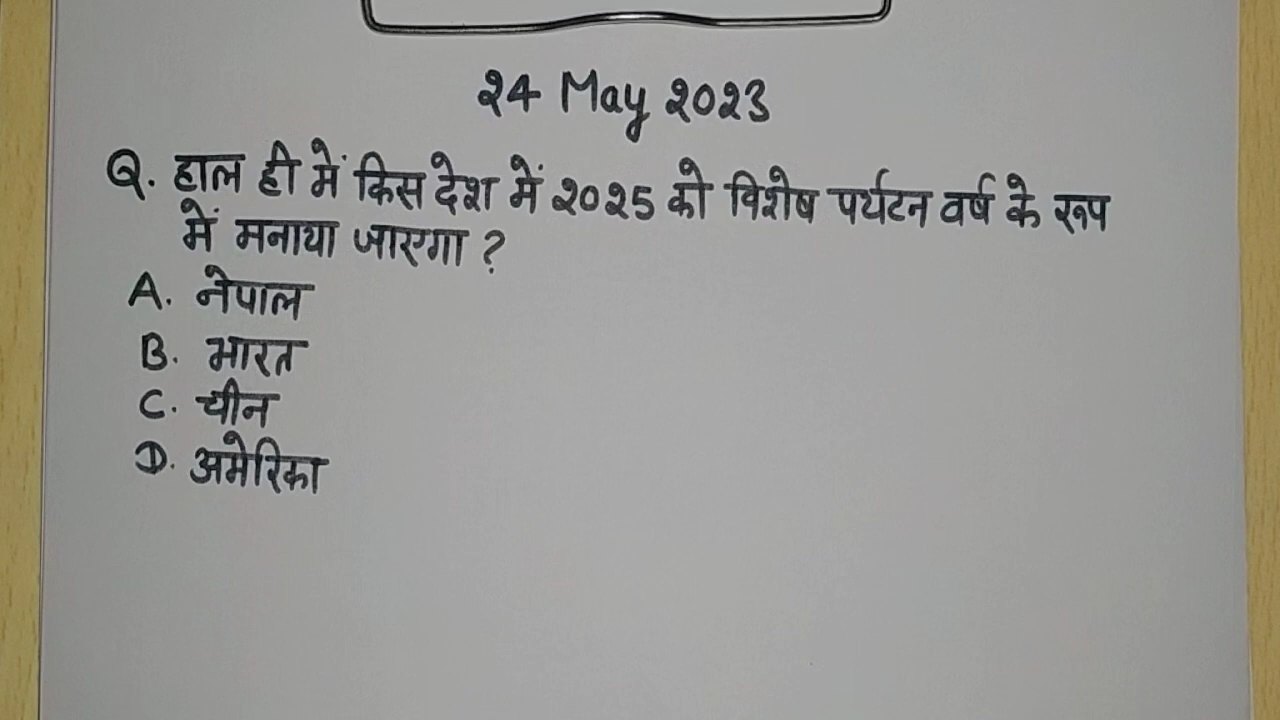 24 May 2023
Q. हाल ही में किस देश में 2025 को विशेष पर्यटन वर्ष के रूप
में मनाया जाएगा ?
A. नेपाल
B. भारत
C. चीन
D. अमेरिका